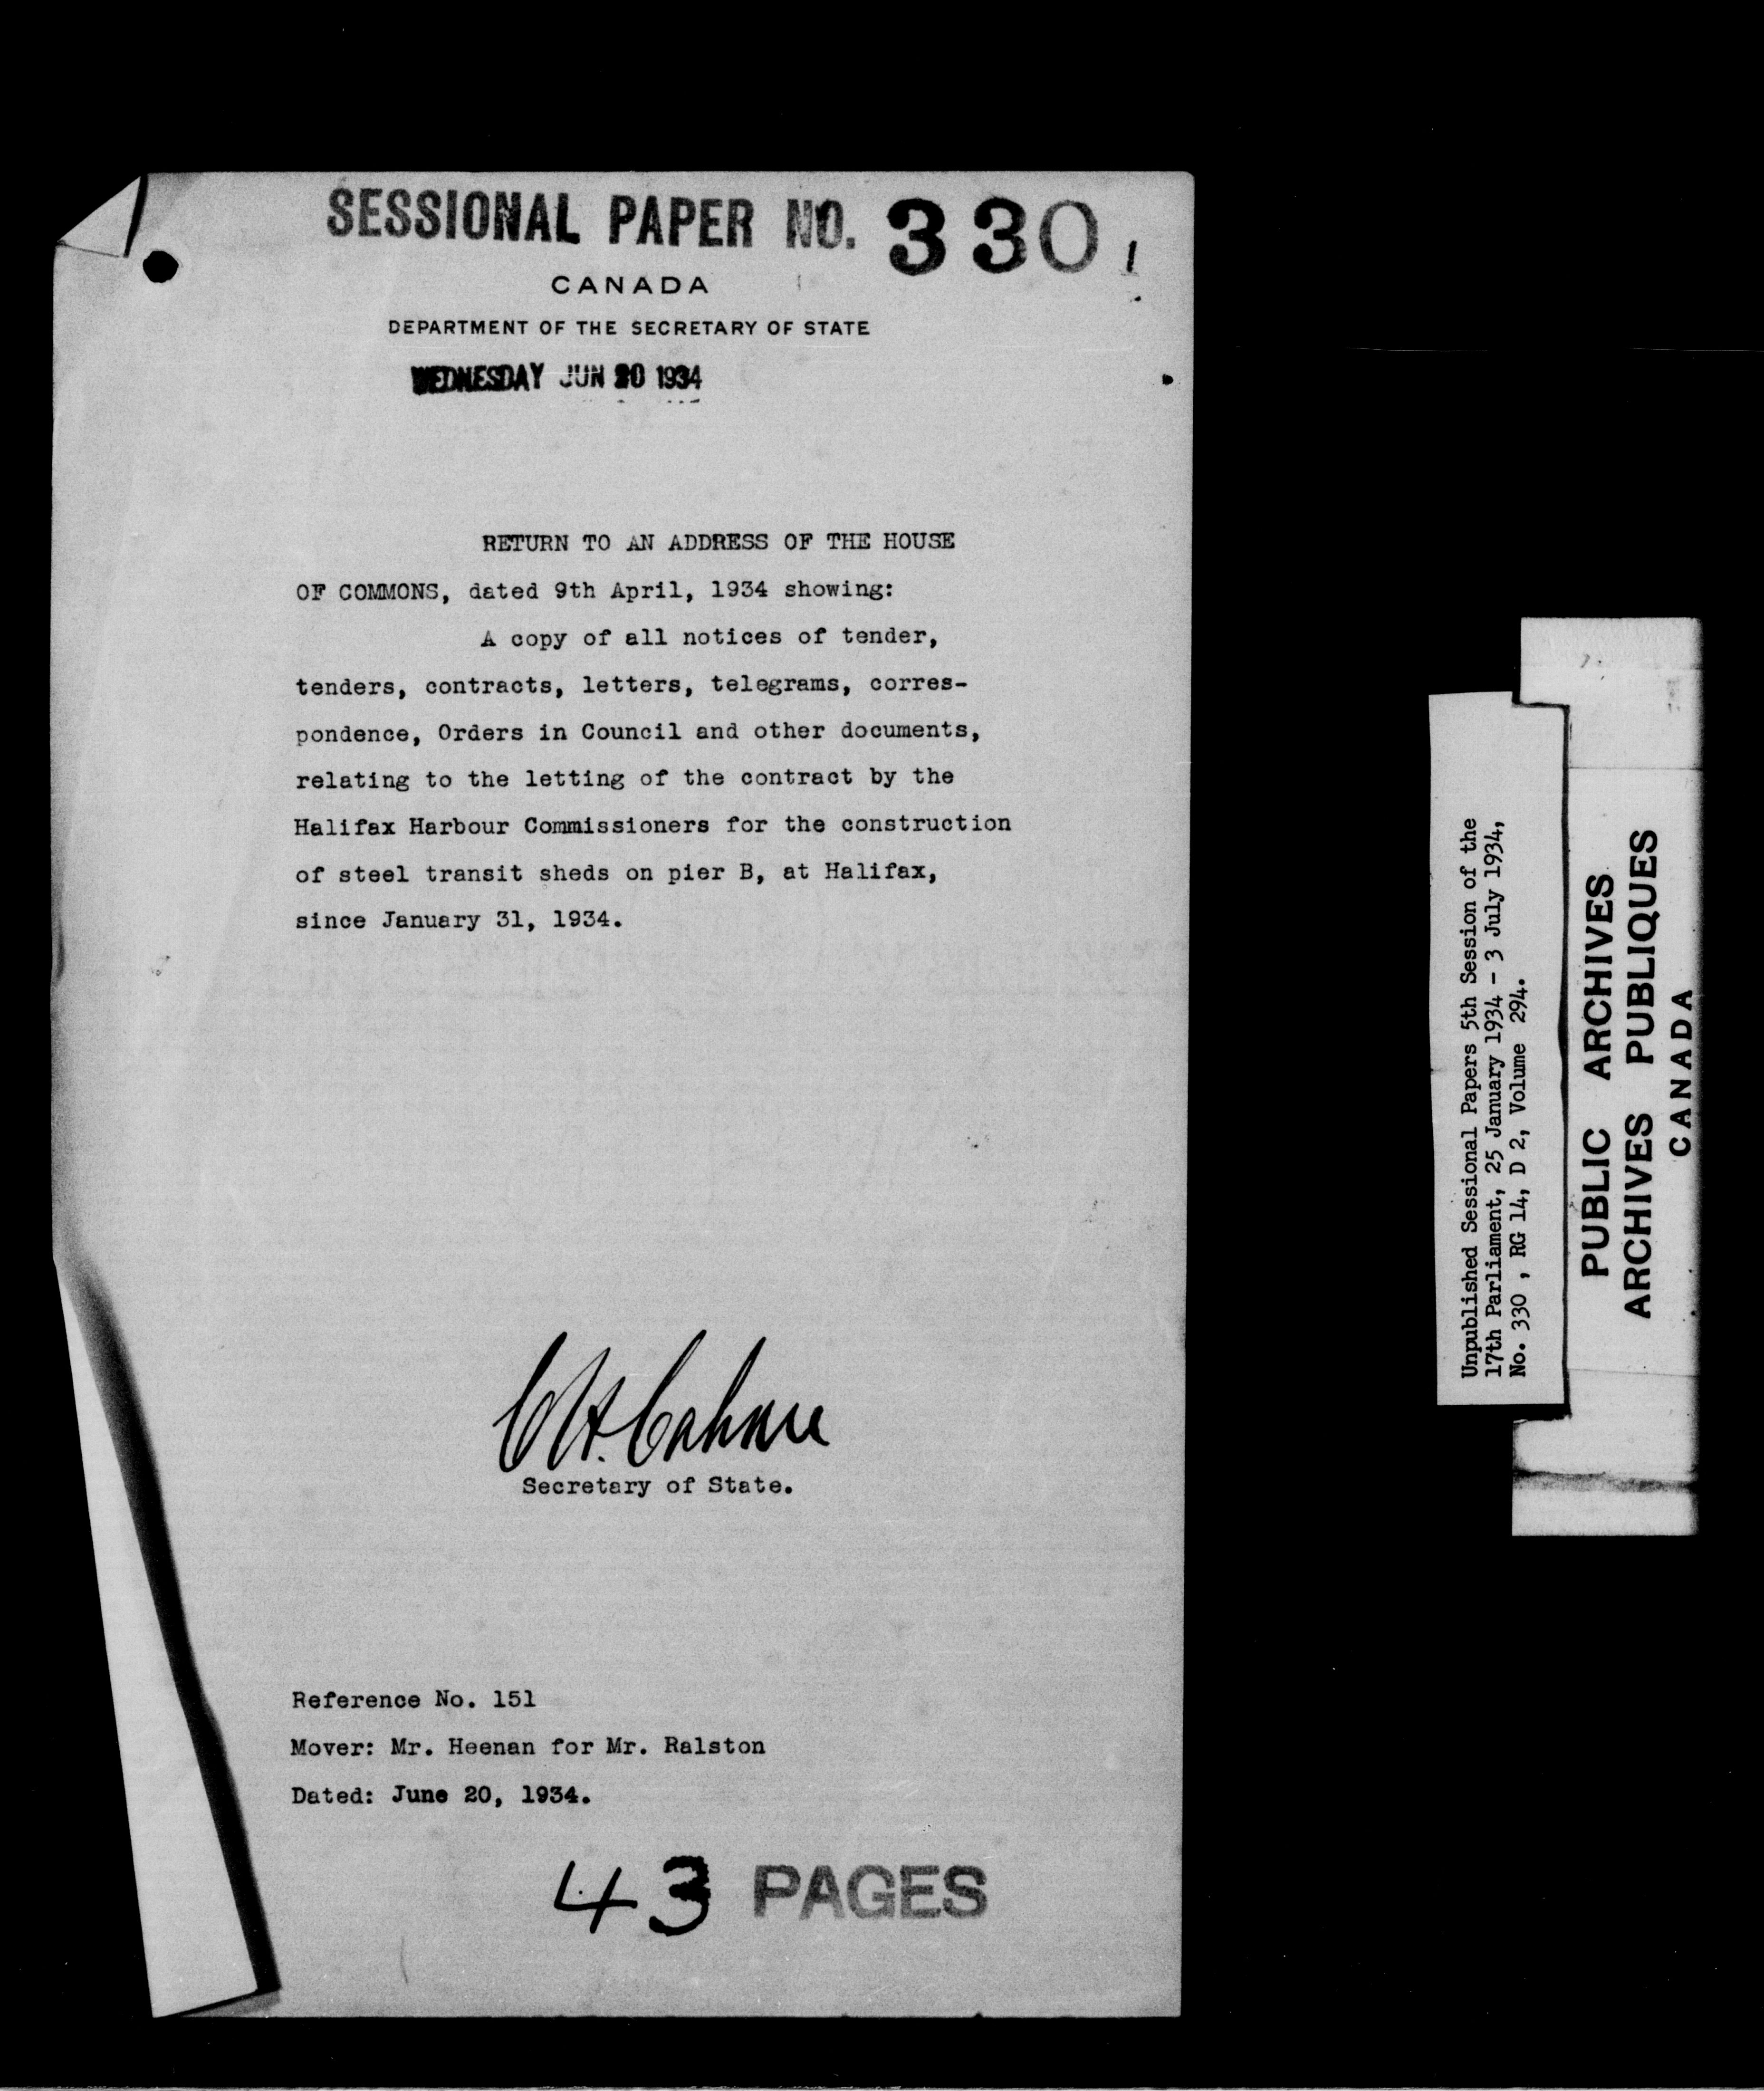 SESSIONAL PAPER NO. 330
CANADA
DEPARTMENT OF THE SECRETARY OF STATE
WEDNESDAY JUN 20 1934
RETURN TO AN ADDRESS OF THE HOUSE
OF COMMONS, dated 9th April, 1934 showing:
A copy of all notices of tender,
tenders, contracts, letters, telegrams, corres-
pondence, Orders in Council and other documents,
relating to the letting of the contract by the
Halifax Harbour Commissioners for the construction
of steel transit sheds on pier B, at Halifax,
since January 31, 1934.
Secretary of State.
Reference No. 151
Mover: Mr. Heenan for Mr. Ralston
Dated: June 20, 1934.
43 PAGES
Unpublished Sessional Papers 5th Session of the
17th Parliament, 25 January 1934 - 3 July 1934,
No. 330 , RG 14, D 2, Volume 294.
PUBLIC ARCHIVES
ARCHIVES PUBLIQUES
CANADA